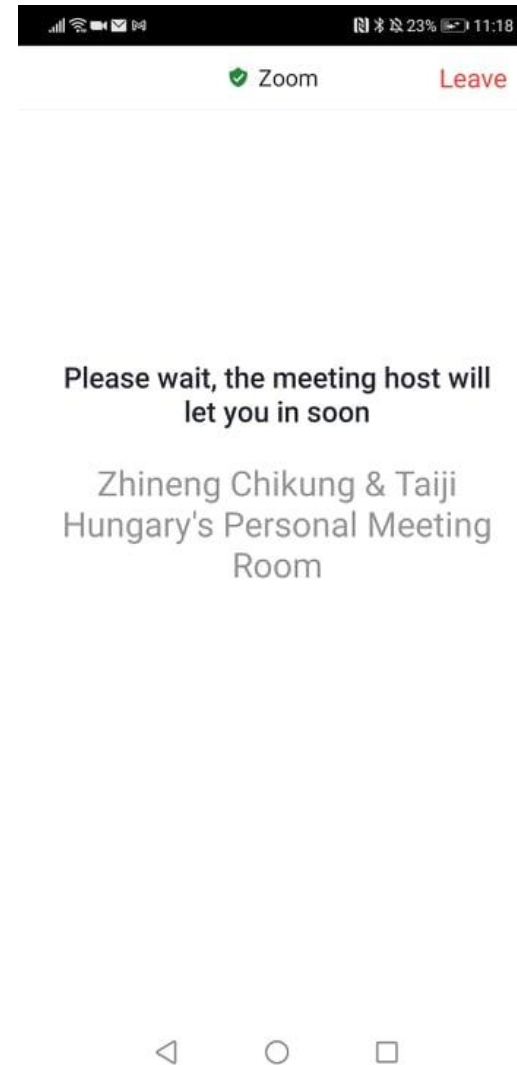 23% 11:18
Zoom Leave
Please wait, the meeting host will
let you in soon
Zhineng Chikung & Taiji
Hungary's Personal Meeting
Room